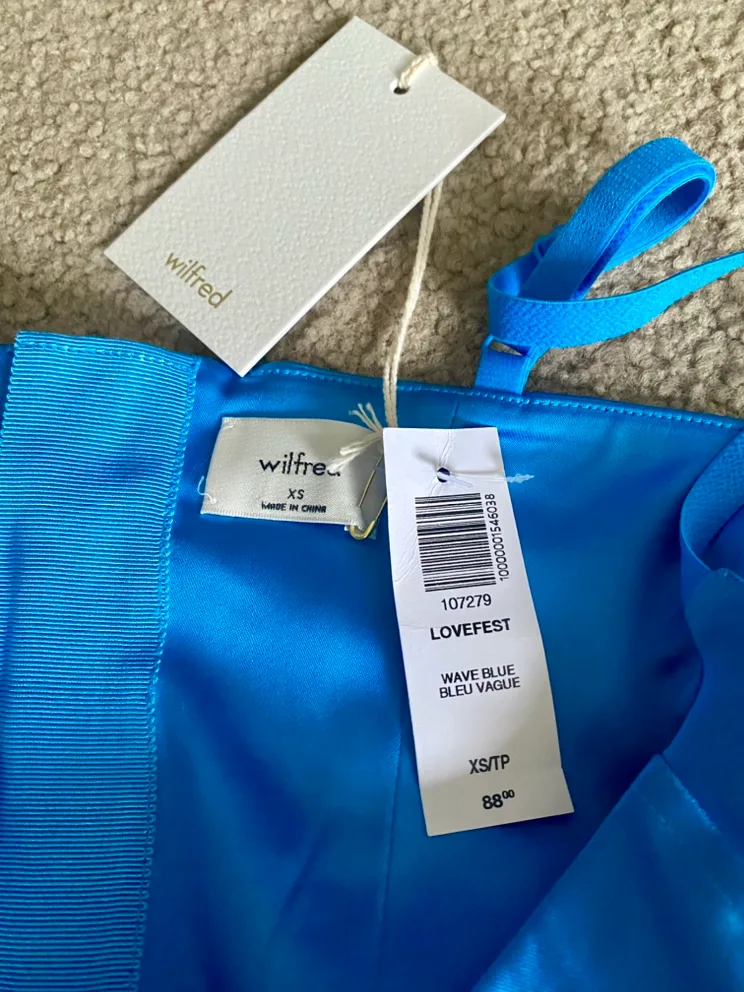 wilfred
wilfred
XS
MADE IN CHINA
10000001546038
107279
LOVEFEST
WAVE BLUE
BLEU VAGUE
XS/TP
88⁰⁰